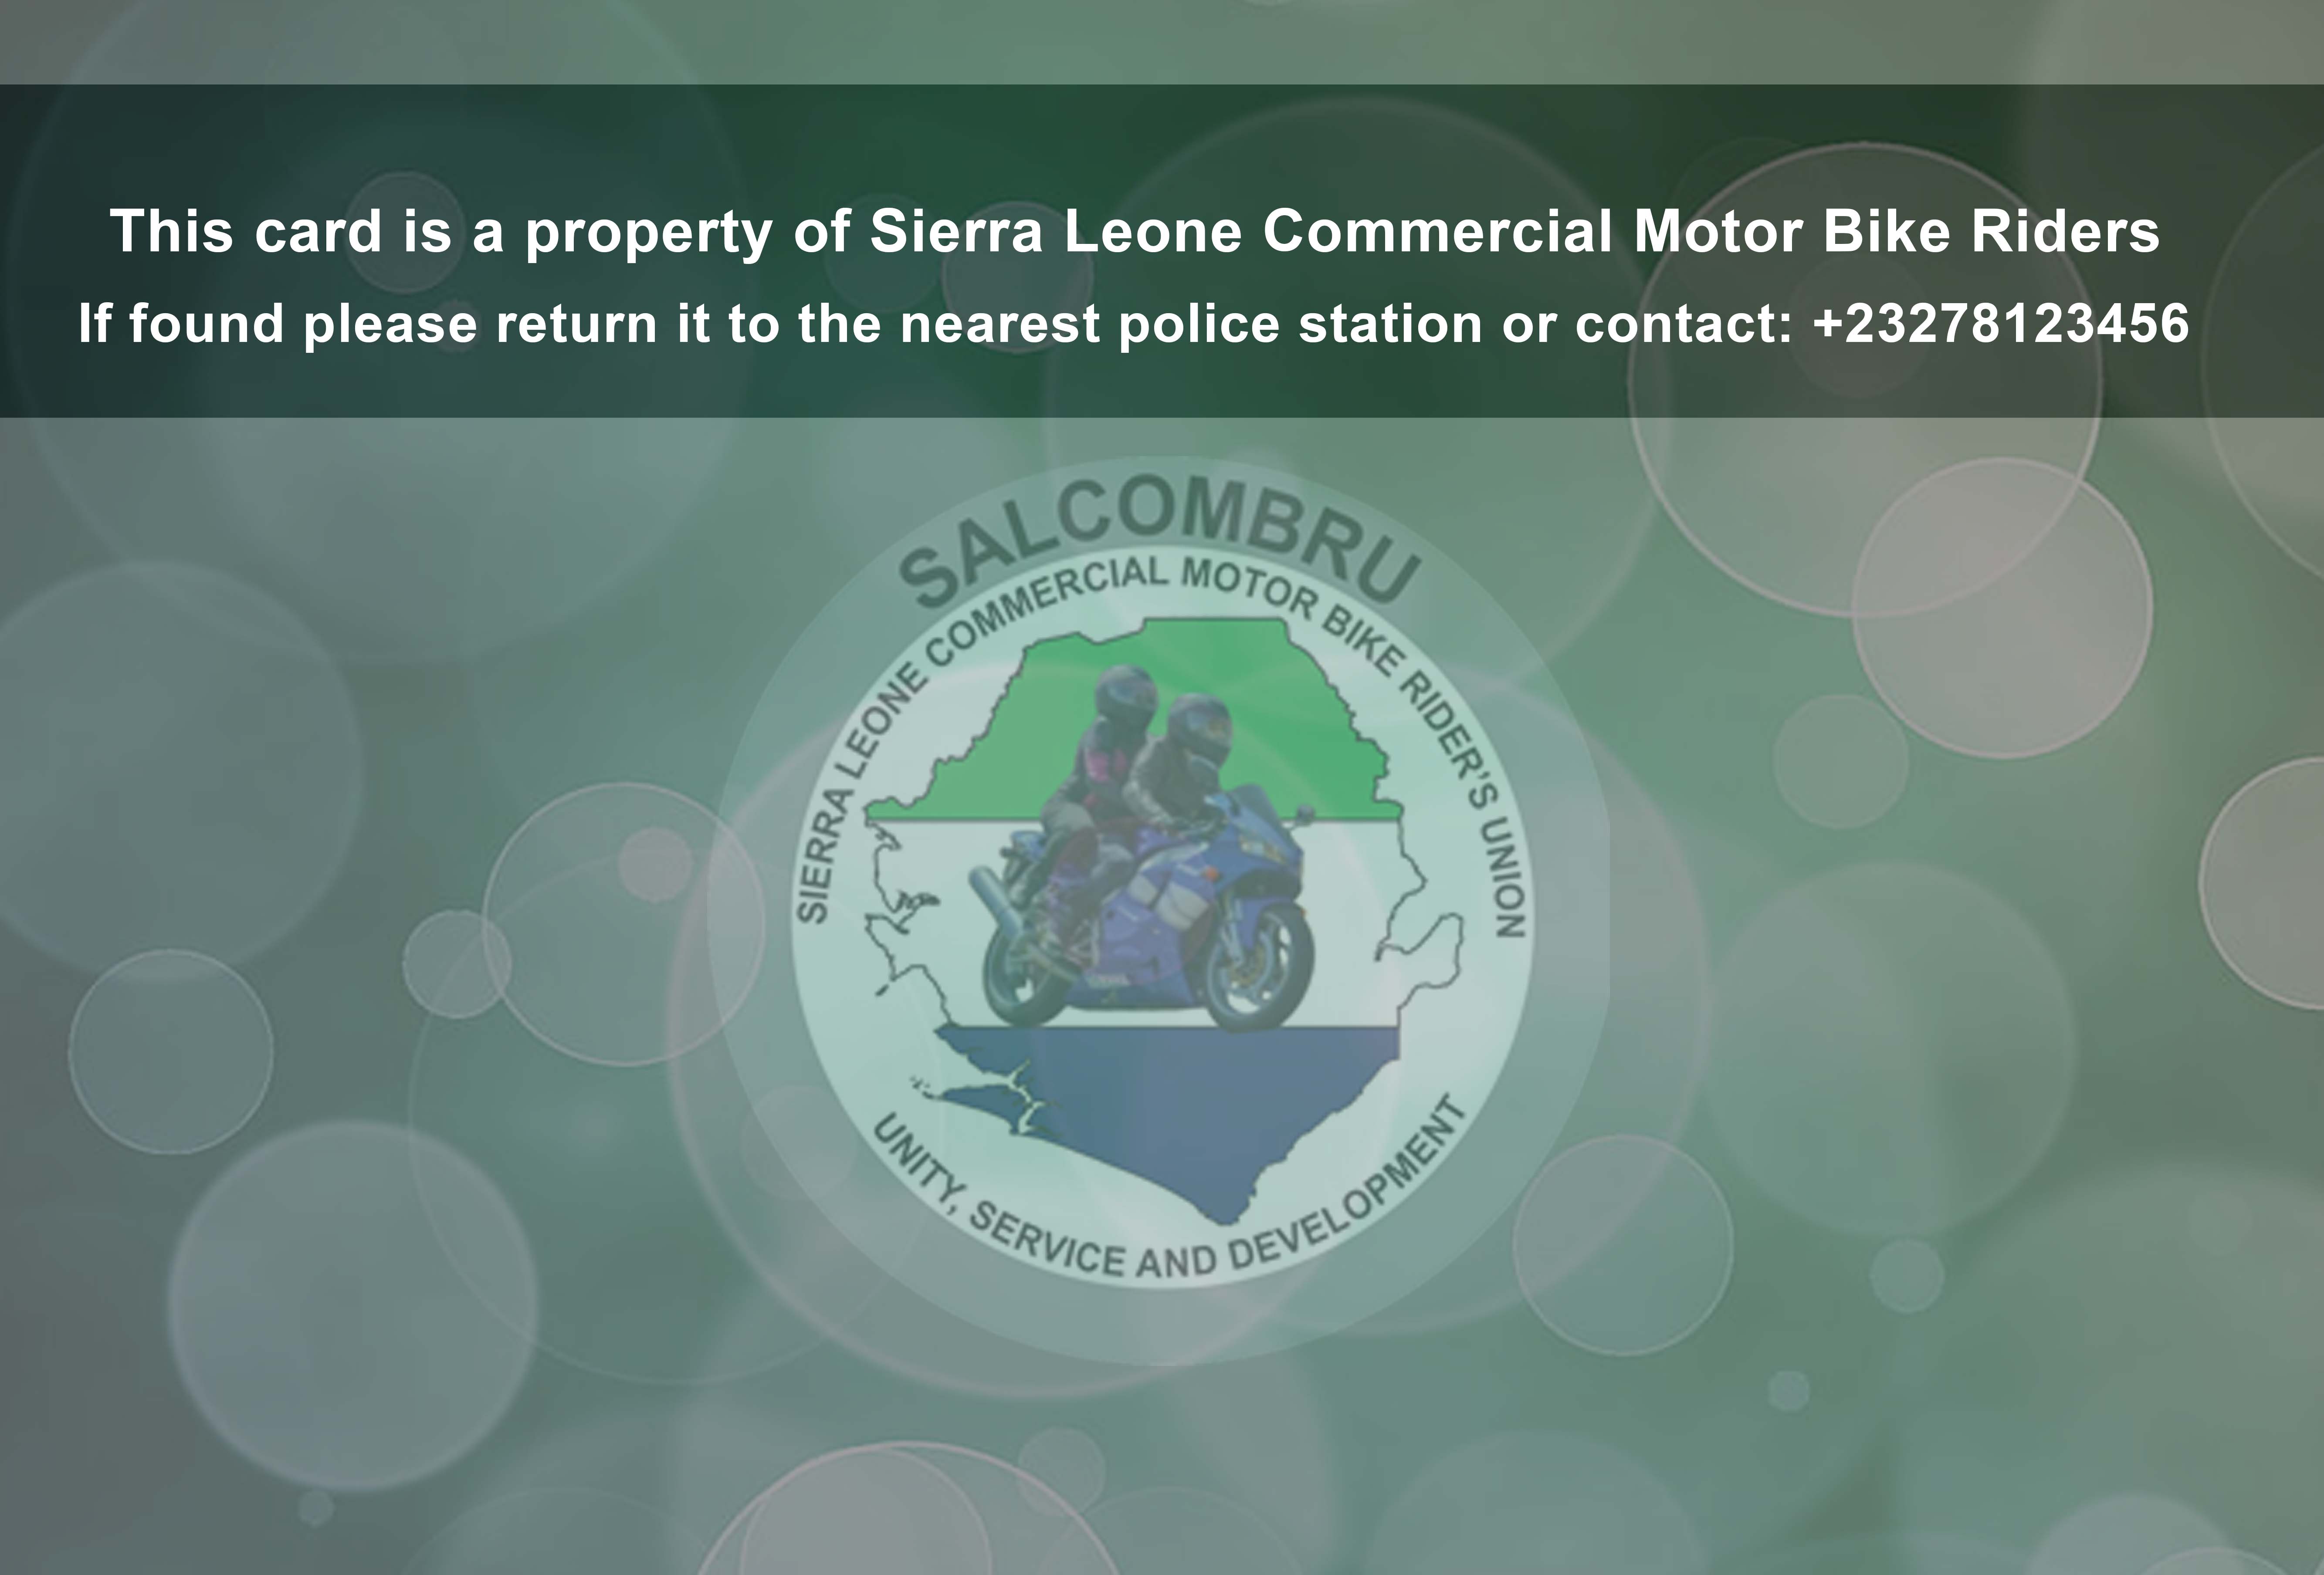 This card is a property of Sierra Leone Commercial Motor Bike Riders
If found please return it to the nearest police station or contact: +23278123456
SALCOMBRU
SIERRA LEONE COMMERCIAL MOTOR BIKE RIDER'S UNION
UNITY, SERVICE AND DEVELOPMENT